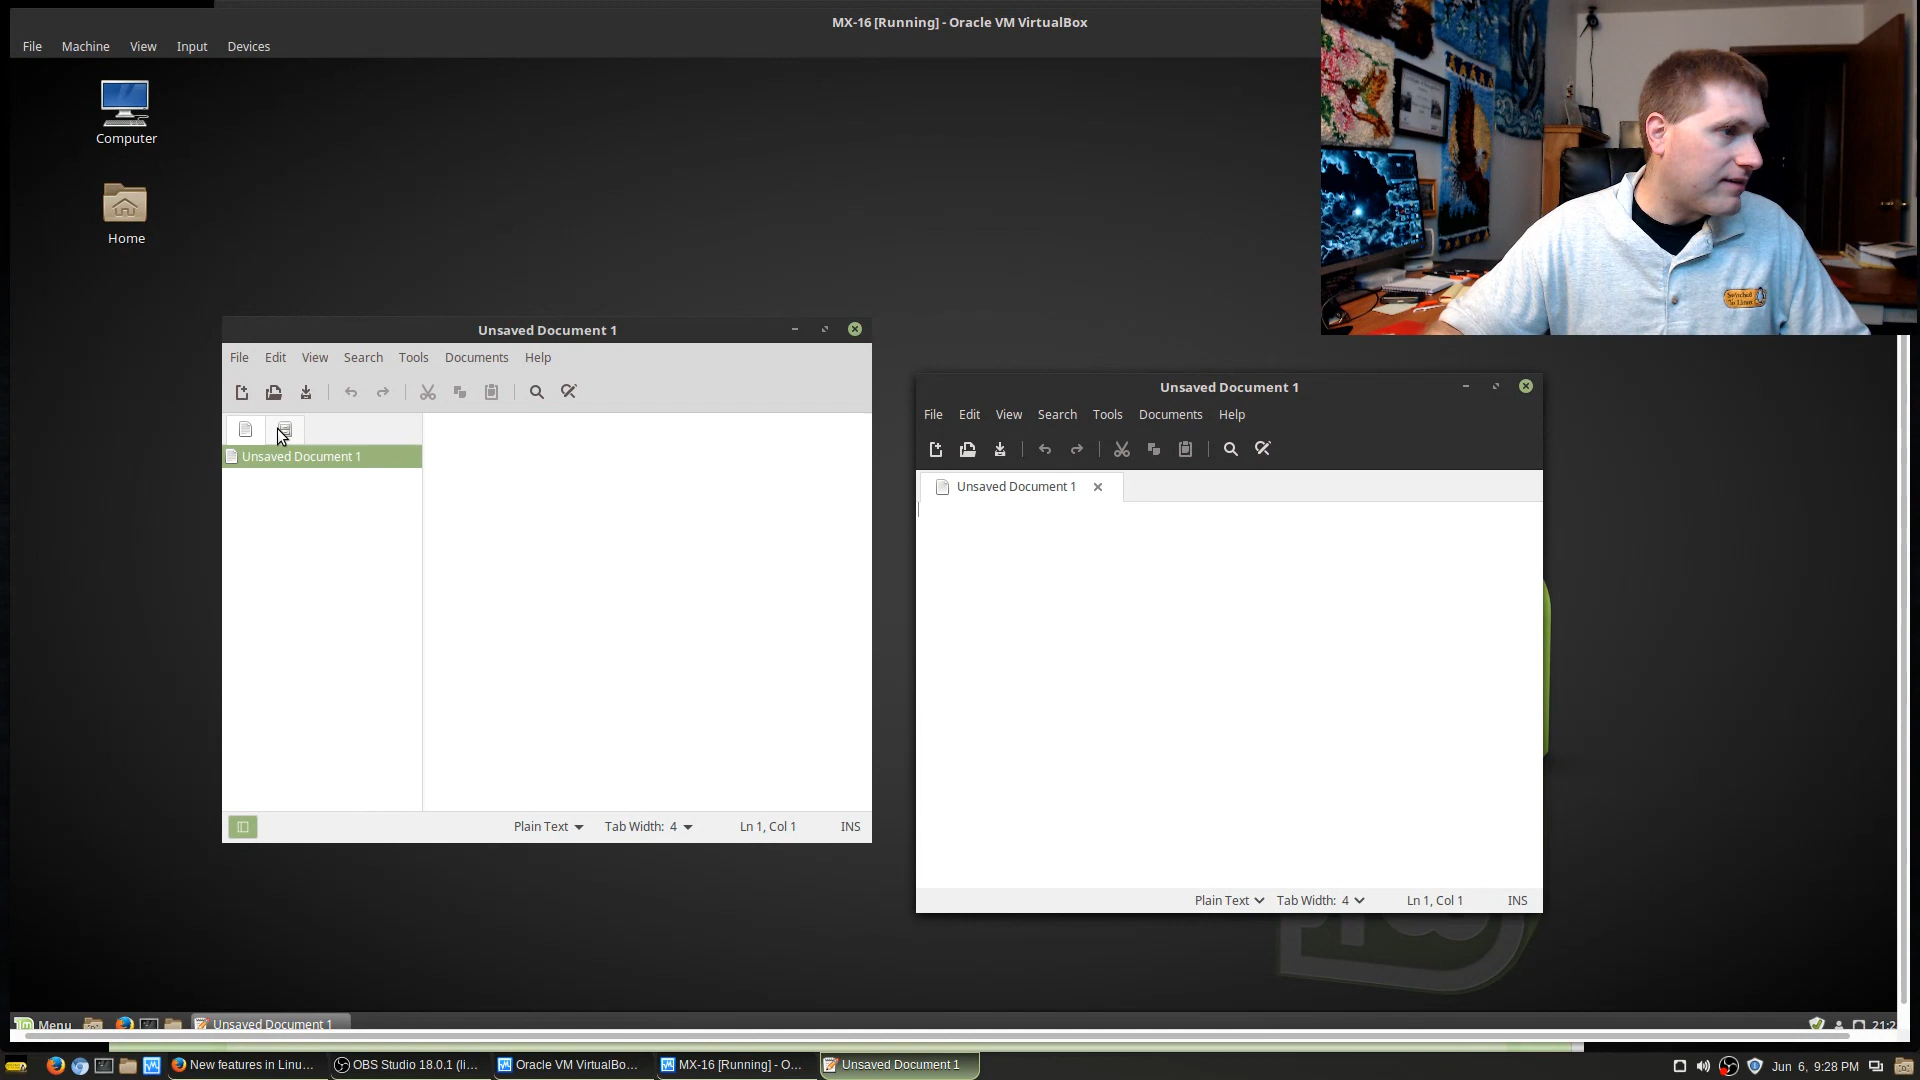 MX-16 [Running] - Oracle VM VirtualBox
File Machine View Input Devices
Computer
Home
Switched
To Linux
Unsaved Document 1
File Edit View Search Tools Documents Help
Unsaved Document 1
Plain Text Tab Width: 4 Ln 1, Col 1 INS
Unsaved Document 1
File Edit View Search Tools Documents Help
Unsaved Document 1
Plain Text Tab Width: 4 Ln 1, Col 1 INS
Menu Unsaved Document 1
New features in Linu... OBS Studio 18.0.1 (li... Oracle VM VirtualBo... MX-16 [Running] - O... Unsaved Document 1 Jun 6, 9:28 PM